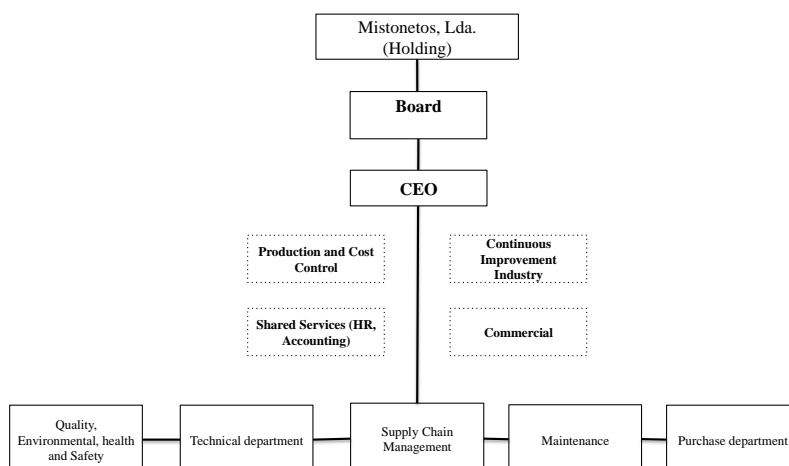 Mistonetos, Lda.
(Holding)
Board
CEO
Production and Cost
Control
Continuous
Improvement
Industry
Shared Services (HR,
Accounting)
Commercial
Quality,
Environmental, health
and Safety
Technical department
Supply Chain
Management
Maintenance
Purchase department